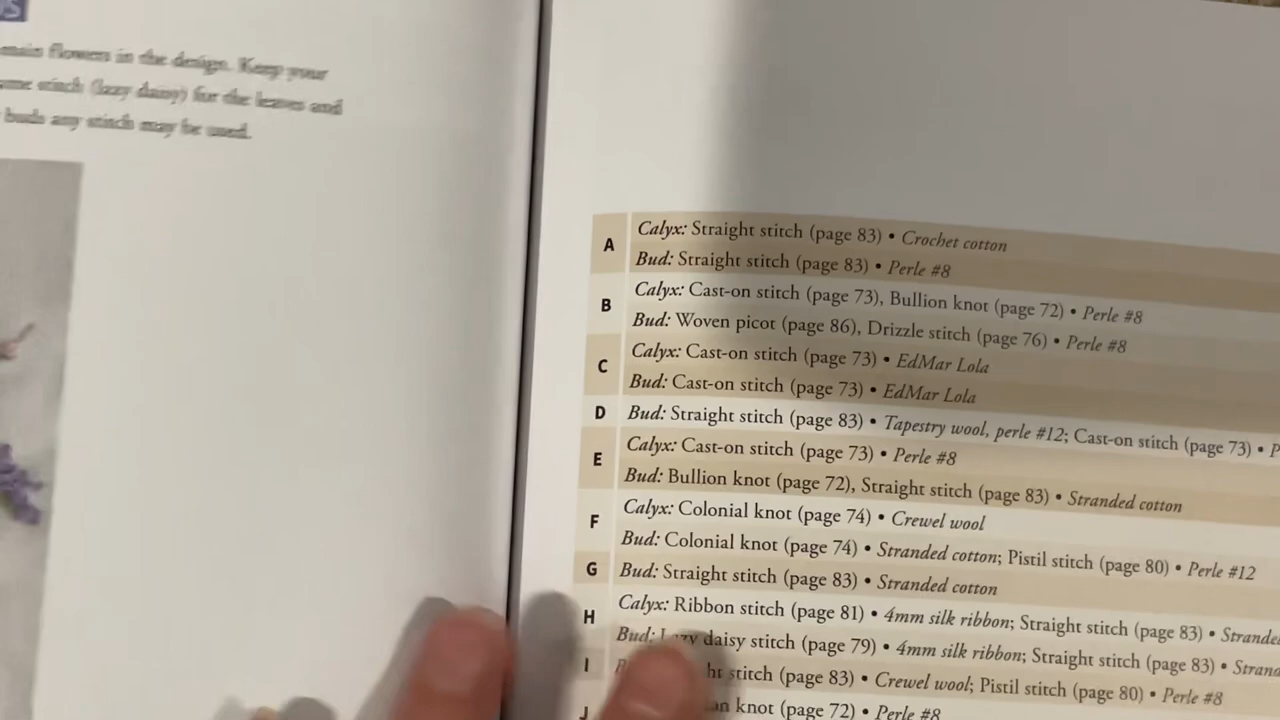 main flowers in the design. Keep your
stitch (lazy daisy) for the leaves and
buds any stitch may be used.
A
Calyx: Straight stitch (page 83) • Crochet cotton
Bud: Straight stitch (page 83) • Perle #8
B
Calyx: Cast-on stitch (page 73), Bullion knot (page 72) • Perle #8
Bud: Woven picot (page 86), Drizzle stitch (page 76) • Perle #8
C
Calyx: Cast-on stitch (page 73) • EdMar Lola
Bud: Cast-on stitch (page 73) • EdMar Lola
D
Bud: Straight stitch (page 83) • Tapestry wool, perle #12; Cast-on stitch (page 73) • P
E
Calyx: Cast-on stitch (page 73) • Perle #8
Bud: Bullion knot (page 72), Straight stitch (page 83) • Stranded cotton
F
Calyx: Colonial knot (page 74) • Crewel wool
Bud: Colonial knot (page 74) • Stranded cotton; Pistil stitch (page 80) • Perle #12
G
Bud: Straight stitch (page 83) • Stranded cotton
H
Calyx: Ribbon stitch (page 81) • 4mm silk ribbon; Straight stitch (page 83) • Strande
Bud: Lazy daisy stitch (page 79) • 4mm silk ribbon; Straight stitch (page 83) • Stran
I
stitch (page 83) • Crewel wool; Pistil stitch (page 80) • Perle #8
J
knot (page 72) • Perle #8